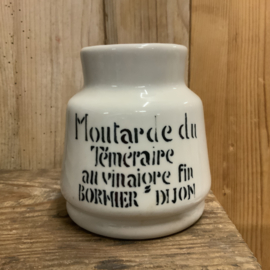 Moutarde du
Téméraire
au vinaigre fin
BORNIER DIJON